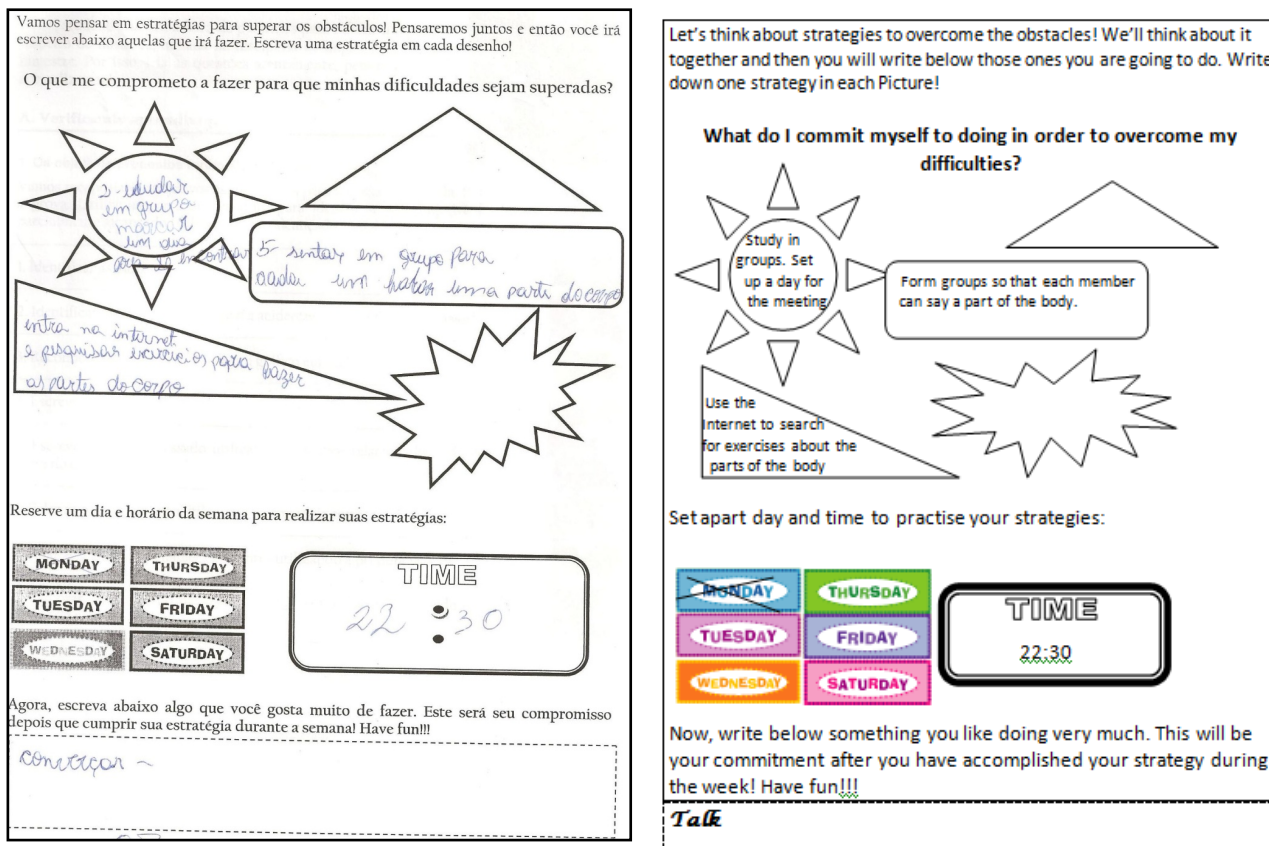 Vamos pensar em estratégias para superar os obstáculos! Pensaremos juntos e então você irá
escrever abaixo aquelas que irá fazer. Escreva uma estratégia em cada desenho!
O que me comprometo a fazer para que minhas dificuldades sejam superadas?
em grupo
marcar
um dia
para se encontrar
5- sentar em grupo para
cada um falar uma parte do corpo
entra na internet
e pesquisar exercicios para fazer
as partes do corpo
Reserve um dia e horário da semana para realizar suas estratégias:
MONDAY
THURSDAY
TUESDAY
FRIDAY
WEDNESDAY
SATURDAY
TIME
22:30
Agora, escreva abaixo algo que você gosta muito de fazer. Este será seu compromisso
depois que cumprir sua estratégia durante a semana! Have fun!!!
converçar
Let's think about strategies to overcome the obstacles! We'll think about it
together and then you will write below those ones you are going to do. Write
down one strategy in each Picture!
What do I commit myself to doing in order to overcome my
difficulties?
Study in
groups. Set
up a day for
the meeting
Form groups so that each member
can say a part of the body.
Use the
Internet to search
for exercises about the
parts of the body
Set apart day and time to practise your strategies:
MONDAY
THURSDAY
TUESDAY
FRIDAY
WEDNESDAY
SATURDAY
TIME
22:30
Now, write below something you like doing very much. This will be
your commitment after you have accomplished your strategy during
the week! Have fun!!!
Talk